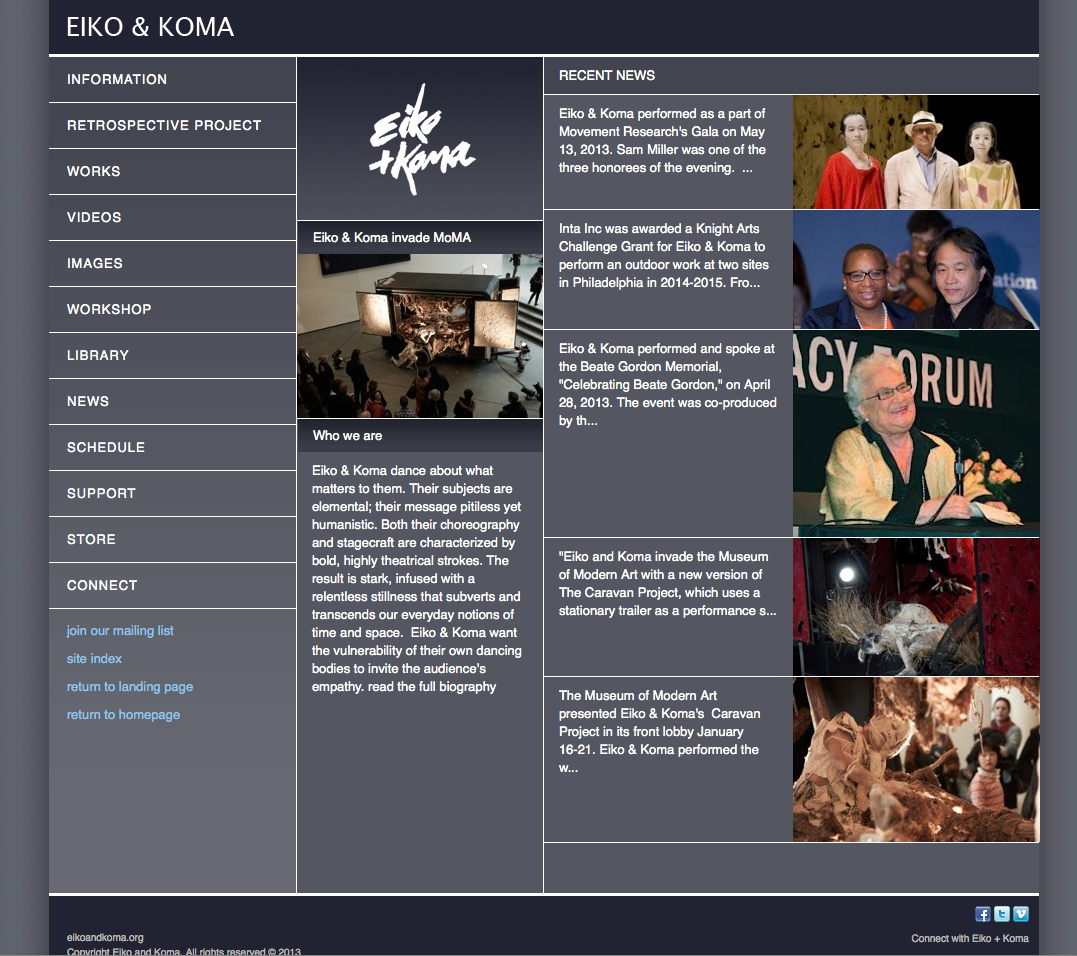 EIKO & KOMA
INFORMATION
RETROSPECTIVE PROJECT
WORKS
VIDEOS
IMAGES
WORKSHOP
LIBRARY
NEWS
SCHEDULE
SUPPORT
STORE
CONNECT
join our mailing list
site index
return to landing page
return to homepage
Eiko
+Koma
Eiko & Koma invade MoMA
Who we are
Eiko & Koma dance about what
matters to them. Their subjects are
elemental; their message pitiless yet
humanistic. Both their choreography
and stagecraft are characterized by
bold, highly theatrical strokes. The
result is stark, infused with a
relentless stillness that subverts and
transcends our everyday notions of
time and space.  Eiko & Koma want
the vulnerability of their own dancing
bodies to invite the audience's
empathy. read the full biography
RECENT NEWS
Eiko & Koma performed as a part of
Movement Research's Gala on May
13, 2013. Sam Miller was one of the
three honorees of the evening.  ...
Inta Inc was awarded a Knight Arts
Challenge Grant for Eiko & Koma to
perform an outdoor work at two sites
in Philadelphia in 2014-2015. Fro...
ation
Eiko & Koma performed and spoke at
the Beate Gordon Memorial,
"Celebrating Beate Gordon," on April
28, 2013. The event was co-produced
by th...
ACY FORUM
"Eiko and Koma invade the Museum
of Modern Art with a new version of
The Caravan Project, which uses a
stationary trailer as a performance s...
The Museum of Modern Art
presented Eiko & Koma's  Caravan
Project in its front lobby January
16-21. Eiko & Koma performed the
w...
eikoandkoma.org
Copyright Eiko and Koma. All rights reserved © 2013
Connect with Eiko + Koma